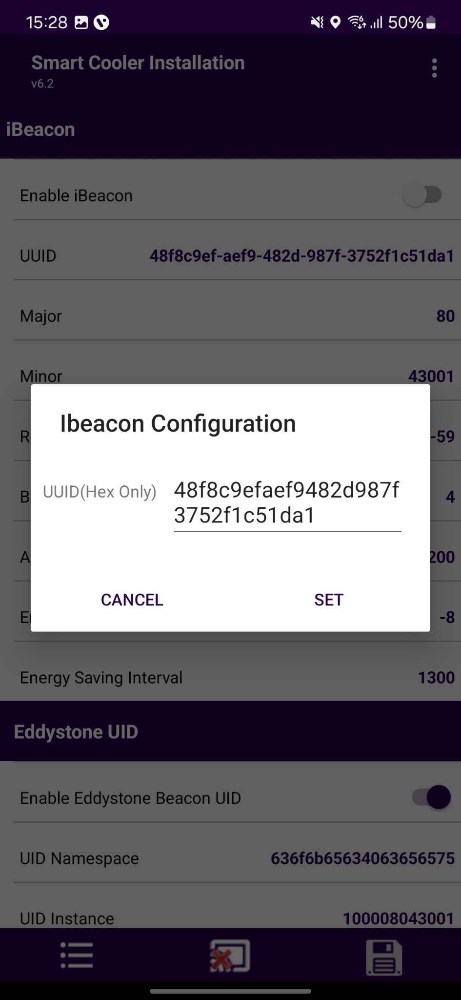 15:28
50%
Smart Cooler Installation
v6.2
iBeacon
Enable iBeacon
UUID 48f8c9ef-aef9-482d-987f-3752f1c51da1
Major 80
Minor 43001
R -59
B 4
A 200
E -8
Ibeacon Configuration
UUID(Hex Only) 48f8c9efaef9482d987f
3752f1c51da1
CANCEL SET
Energy Saving Interval 1300
Eddystone UID
Enable Eddystone Beacon UID
UID Namespace 636f6b65634063656575
UID Instance 100008043001